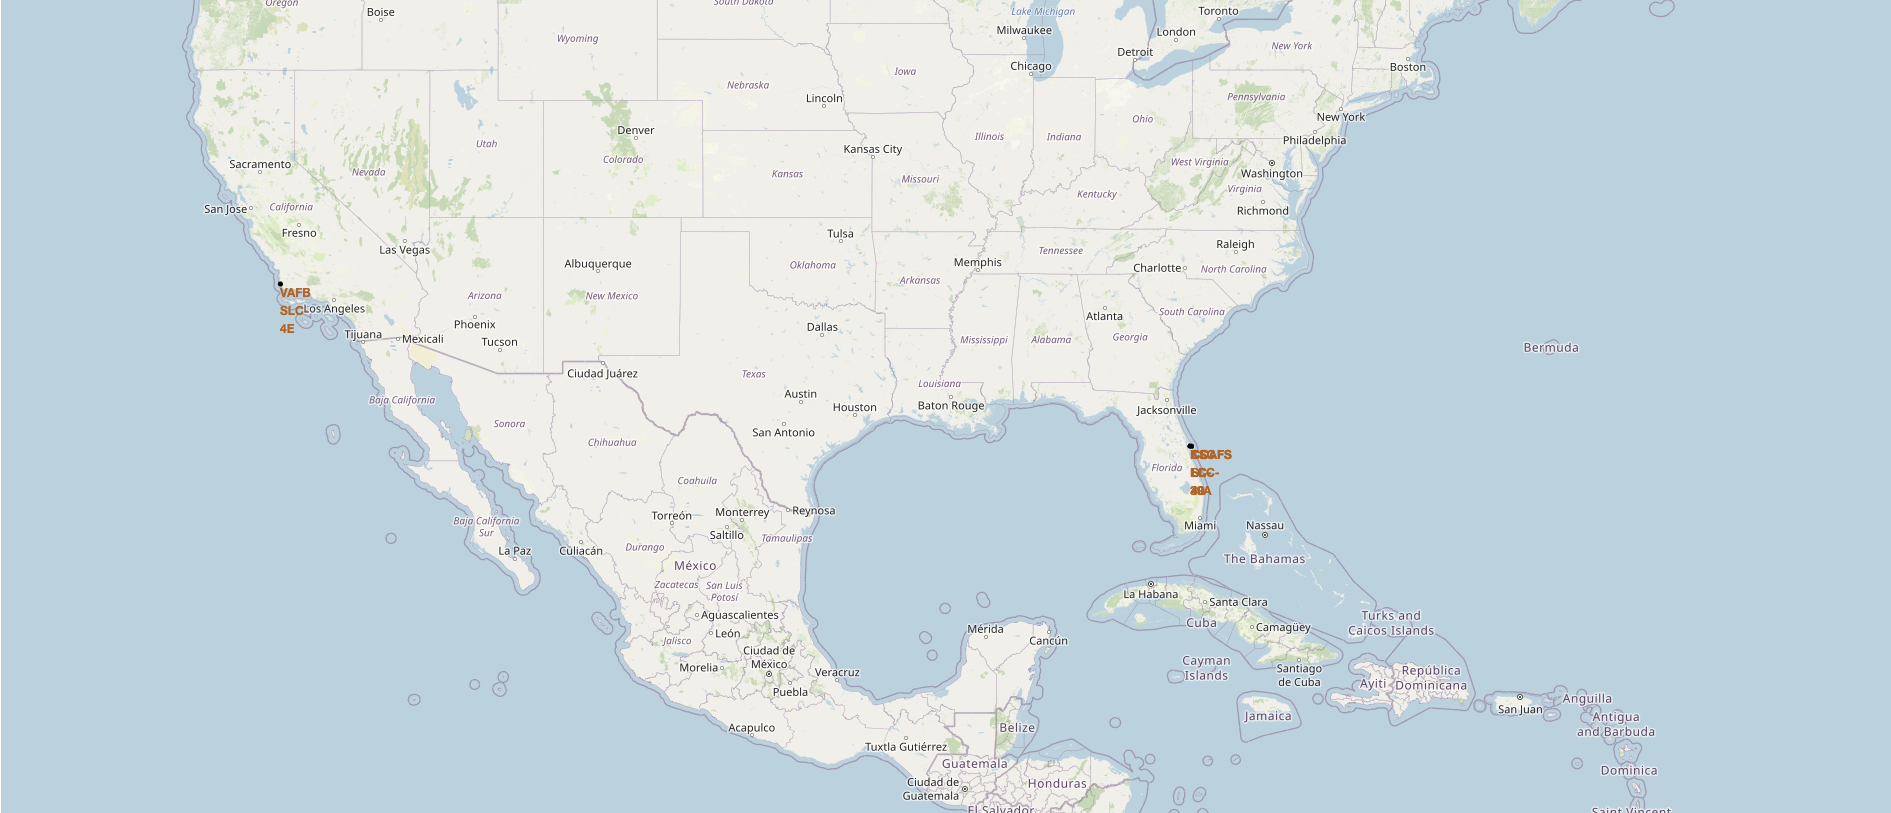 Oregon
Boise
South Dakota
Lake Michigan
Toronto
Wyoming
Milwaukee
London
Detroit
New York
Chicago
Boston
Iowa
Nebraska
Lincoln
Pennsylvania
New York
Denver
Ohio
Illinois
Indiana
Philadelphia
Utah
Kansas City
Colorado
Sacramento
Nevada
Kansas
Missouri
West Virginia
Washington
Kentucky
Virginia
San Jose
California
Richmond
Fresno
Tulsa
Las Vegas
Raleigh
Tennessee
Albuquerque
Oklahoma
Memphis
Charlotte
North Carolina
Arkansas
VAFB
SLC-
4E
Arizona
New Mexico
Los Angeles
South Carolina
Atlanta
Phoenix
Dallas
Tijuana
Mexicali
Tucson
Mississippi
Alabama
Georgia
Bermuda
Ciudad Juárez
Texas
Louisiana
Austin
Baja California
Houston
Baton Rouge
Jacksonville
Sonora
San Antonio
Chihuahua
Florida
Coahuila
Reynosa
Torreón
Monterrey
Baja California
Sur
Saltillo
Tamaulipas
Miami
Nassau
La Paz
Culiacán
Durango
The Bahamas
México
Zacatecas
San Luis
Potosí
La Habana
Santa Clara
Aguascalientes
Turks and
Caicos Islands
Cuba
Camagüey
León
Mérida
Cancún
Jalisco
Ciudad de
México
Morelia
Veracruz
Cayman
Islands
Santiago
de Cuba
Ayiti
República
Dominicana
Puebla
Anguilla
San Juan
Jamaica
Antigua
and Barbuda
Acapulco
Belize
Tuxtla Gutiérrez
Guatemala
Dominica
Ciudad de
Guatemala
Honduras
El Salvador
Saint Vincent